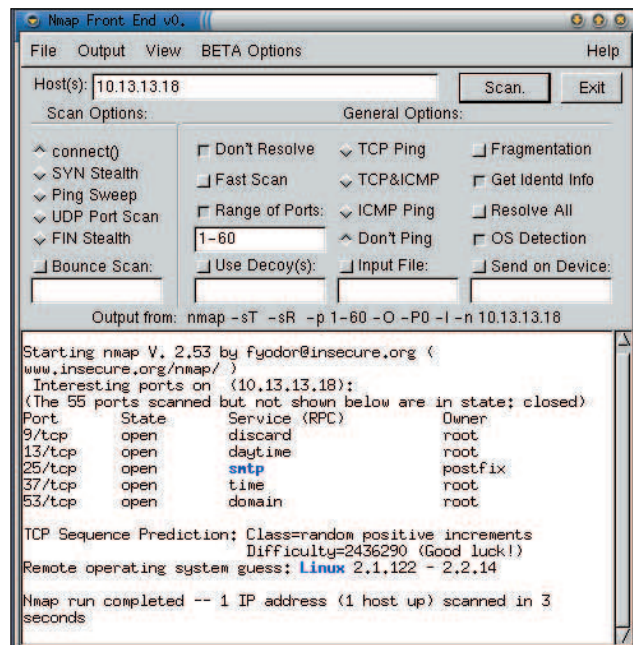 Nmap Front End v0.
File Output View BETA Options Help
Host(s): 10.13.13.18 Scan. Exit
Scan Options: General Options:
connect() Don't Resolve TCP Ping Fragmentation
SYN Stealth Fast Scan TCP&ICMP Get Identd Info
Ping Sweep Range of Ports: ICMP Ping Resolve All
UDP Port Scan
FIN Stealth 1-60 Don't Ping OS Detection
Bounce Scan: Use Decoy(s): Input File: Send on Device:
Output from: nmap -sT -sR -p 1-60 -O -P0 -I -n 10.13.13.18
Starting nmap V. 2.53 by fyodor@insecure.org (
www.insecure.org/nmap/ )
Interesting ports on (10.13.13.18):
(The 55 ports scanned but not shown below are in state: closed)
Port State Service (RPC) Owner
9/tcp open discard root
13/tcp open daytime root
25/tcp open smtp postfix
37/tcp open time root
53/tcp open domain root
TCP Sequence Prediction: Class=random positive increments
Difficulty=2436290 (Good luck!)
Remote operating system guess: Linux 2.1.122 - 2.2.14
Nmap run completed -- 1 IP address (1 host up) scanned in 3
seconds